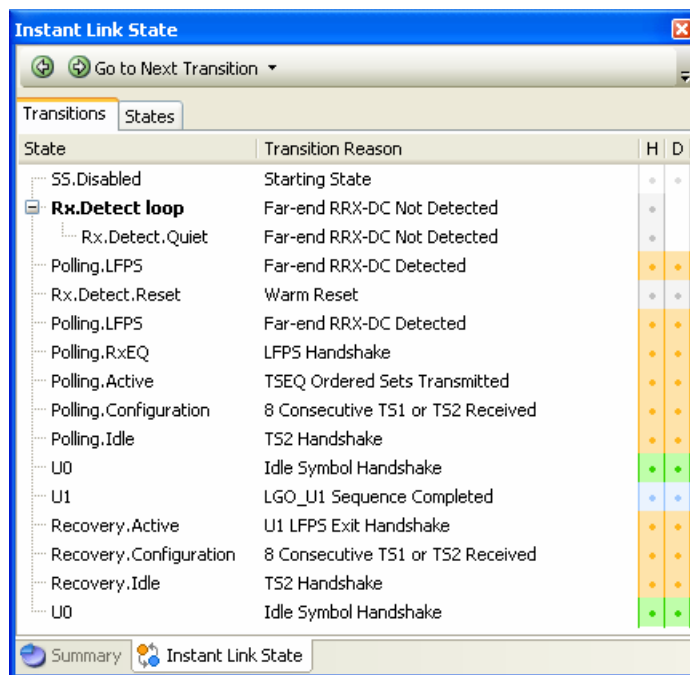 Instant Link State
Go to Next Transition
Transitions States
State Transition Reason H D
SS.Disabled Starting State
Rx.Detect loop Far-end RRX-DC Not Detected
Rx.Detect.Quiet Far-end RRX-DC Not Detected
Polling.LFPS Far-end RRX-DC Detected
Rx.Detect.Reset Warm Reset
Polling.LFPS Far-end RRX-DC Detected
Polling.RxEQ LFPS Handshake
Polling.Active TSEQ Ordered Sets Transmitted
Polling.Configuration 8 Consecutive TS1 or TS2 Received
Polling.Idle TS2 Handshake
U0 Idle Symbol Handshake
U1 LGO_U1 Sequence Completed
Recovery.Active U1 LFPS Exit Handshake
Recovery.Configuration 8 Consecutive TS1 or TS2 Received
Recovery.Idle TS2 Handshake
U0 Idle Symbol Handshake
Summary Instant Link State